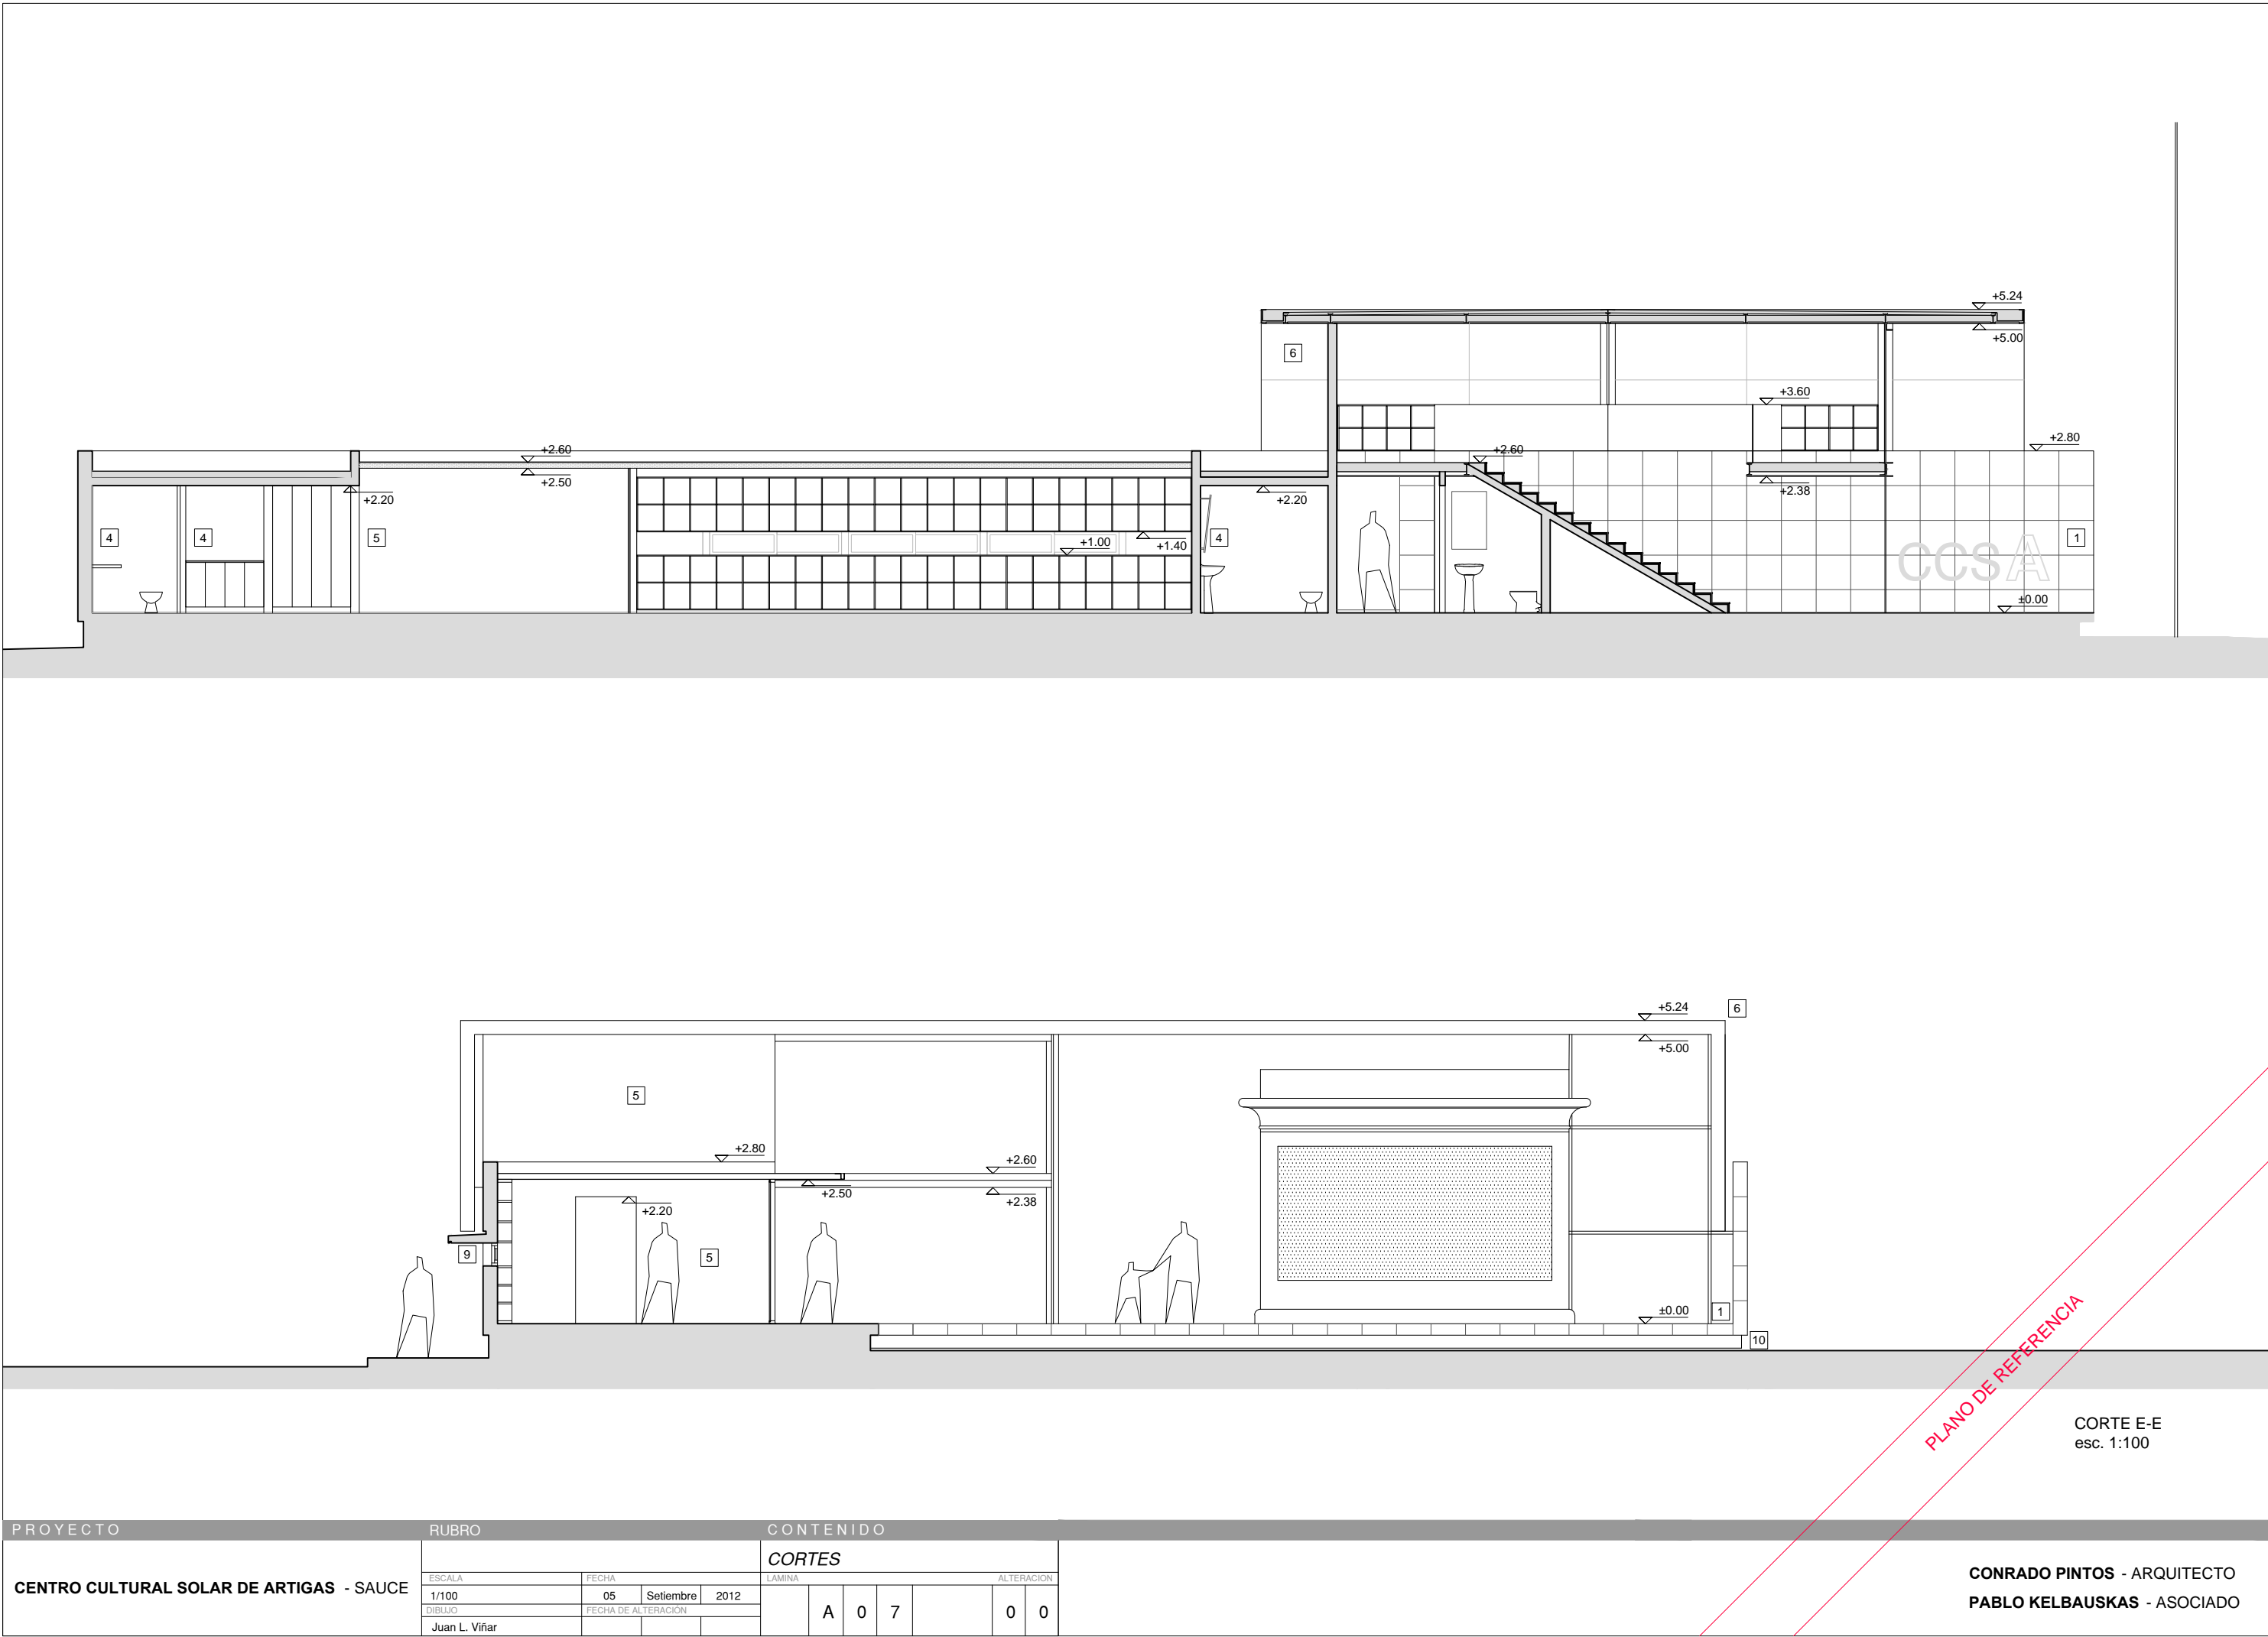 +5.24
+5.00
6
+3.60
+2.80
+2.60
+2.60
+2.50
+2.20
+2.20
+2.38
4
4
5
+1.00
+1.40
4
CCSA
1
±0.00
+5.24
6
+5.00
5
+2.80
+2.60
+2.50
+2.38
+2.20
9
5
±0.00
1
10
PLANO DE REFERENCIA
CORTE E-E
esc. 1:100
PROYECTO
RUBRO
CONTENIDO
CENTRO CULTURAL SOLAR DE ARTIGAS - SAUCE
CORTES
ESCALA
FECHA
LAMINA
ALTERACION
1/100
05 Setiembre 2012
A 0 7 0 0
DIBUJO
FECHA DE ALTERACIÓN
Juan L. Viñar
CONRADO PINTOS - ARQUITECTO
PABLO KELBAUSKAS - ASOCIADO